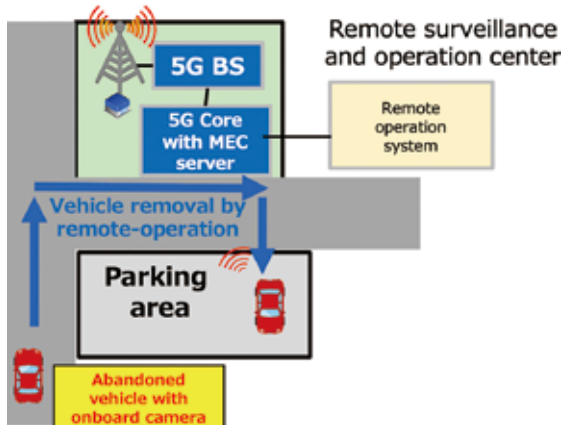 Remote surveillance
and operation center
5G BS
5G Core
with MEC
server
Remote
operation
system
Vehicle removal by
remote-operation
Parking
area
Abandoned
vehicle with
onboard camera